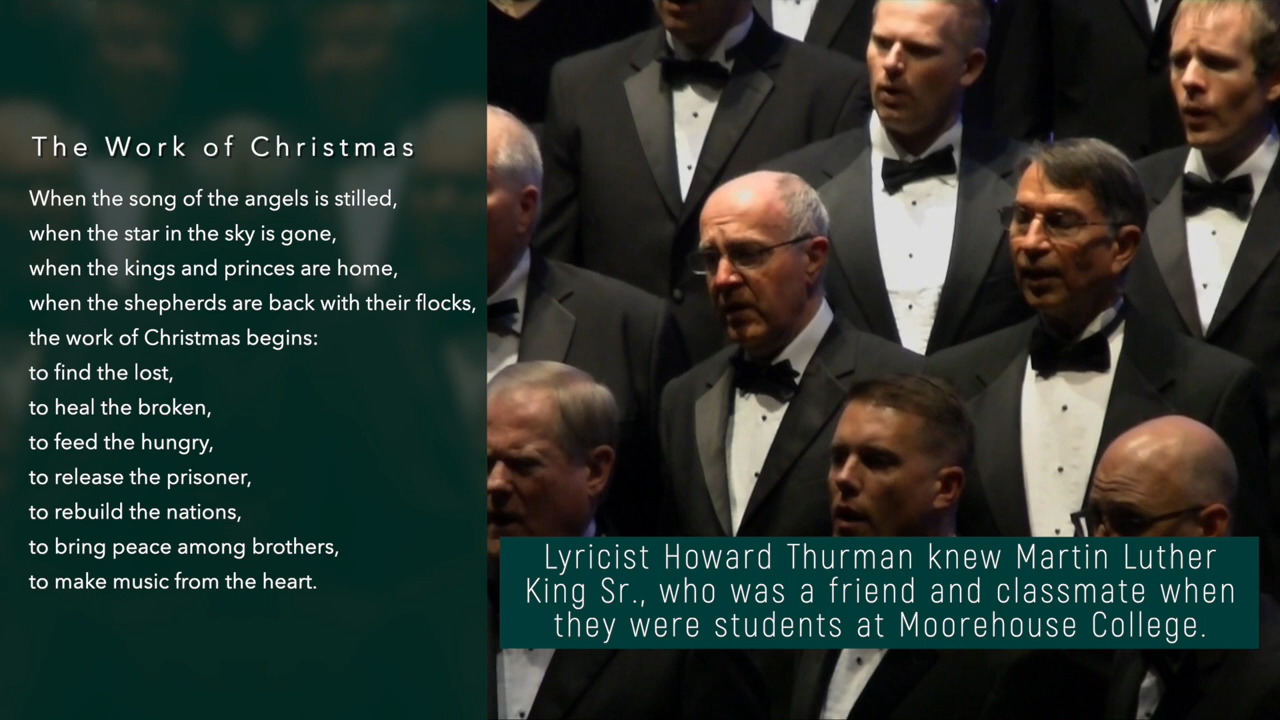 The Work of Christmas
When the song of the angels is stilled,
when the star in the sky is gone,
when the kings and princes are home,
when the shepherds are back with their flocks,
the work of Christmas begins:
to find the lost,
to heal the broken,
to feed the hungry,
to release the prisoner,
to rebuild the nations,
to bring peace among brothers,
to make music from the heart.
Lyricist Howard Thurman knew Martin Luther
King Sr., who was a friend and classmate when
they were students at Moorehouse College.